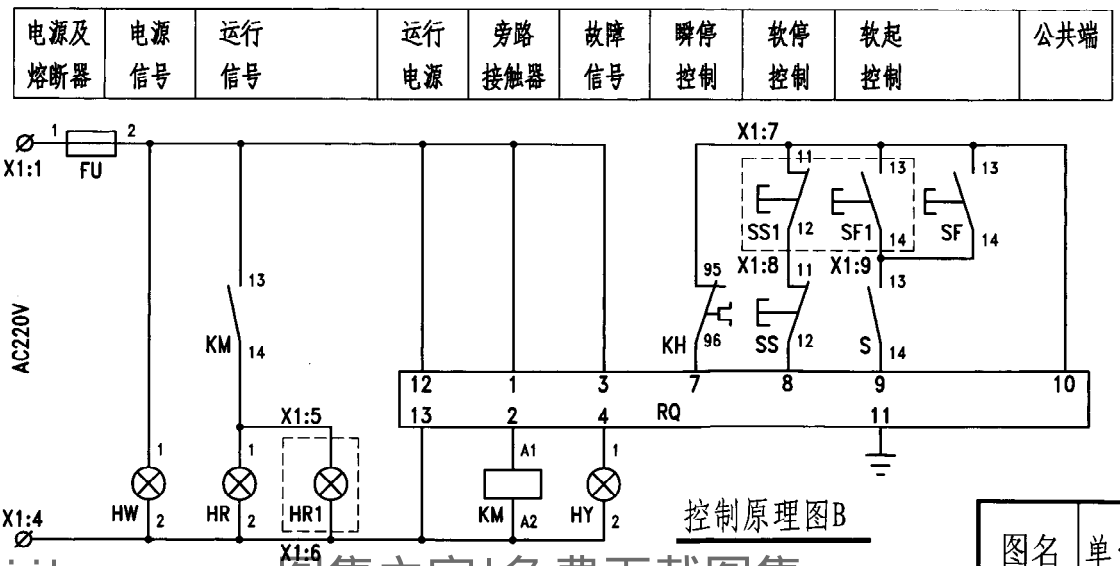 电源及 电源 运行 运行 旁路 故障 瞬停 软停 软起 公共端
熔断器 信号 信号 电源 接触器 信号 控制 控制 控制
1 2 X1:7
X1:1 FU 11 13 13
SS1 12 SF1 14 SF 14
X1:8 X1:9
13 95 11 13
AC220V
KM 14 KH 96 SS 12 S 14
12 1 3 7 8 9 10
13 2 4 RQ 11
X1:5
1 1 A1 1
HW 2 HR 2 HR1 KM A2 HY 2
控制原理图B
X1:4
X1:6
图名 单